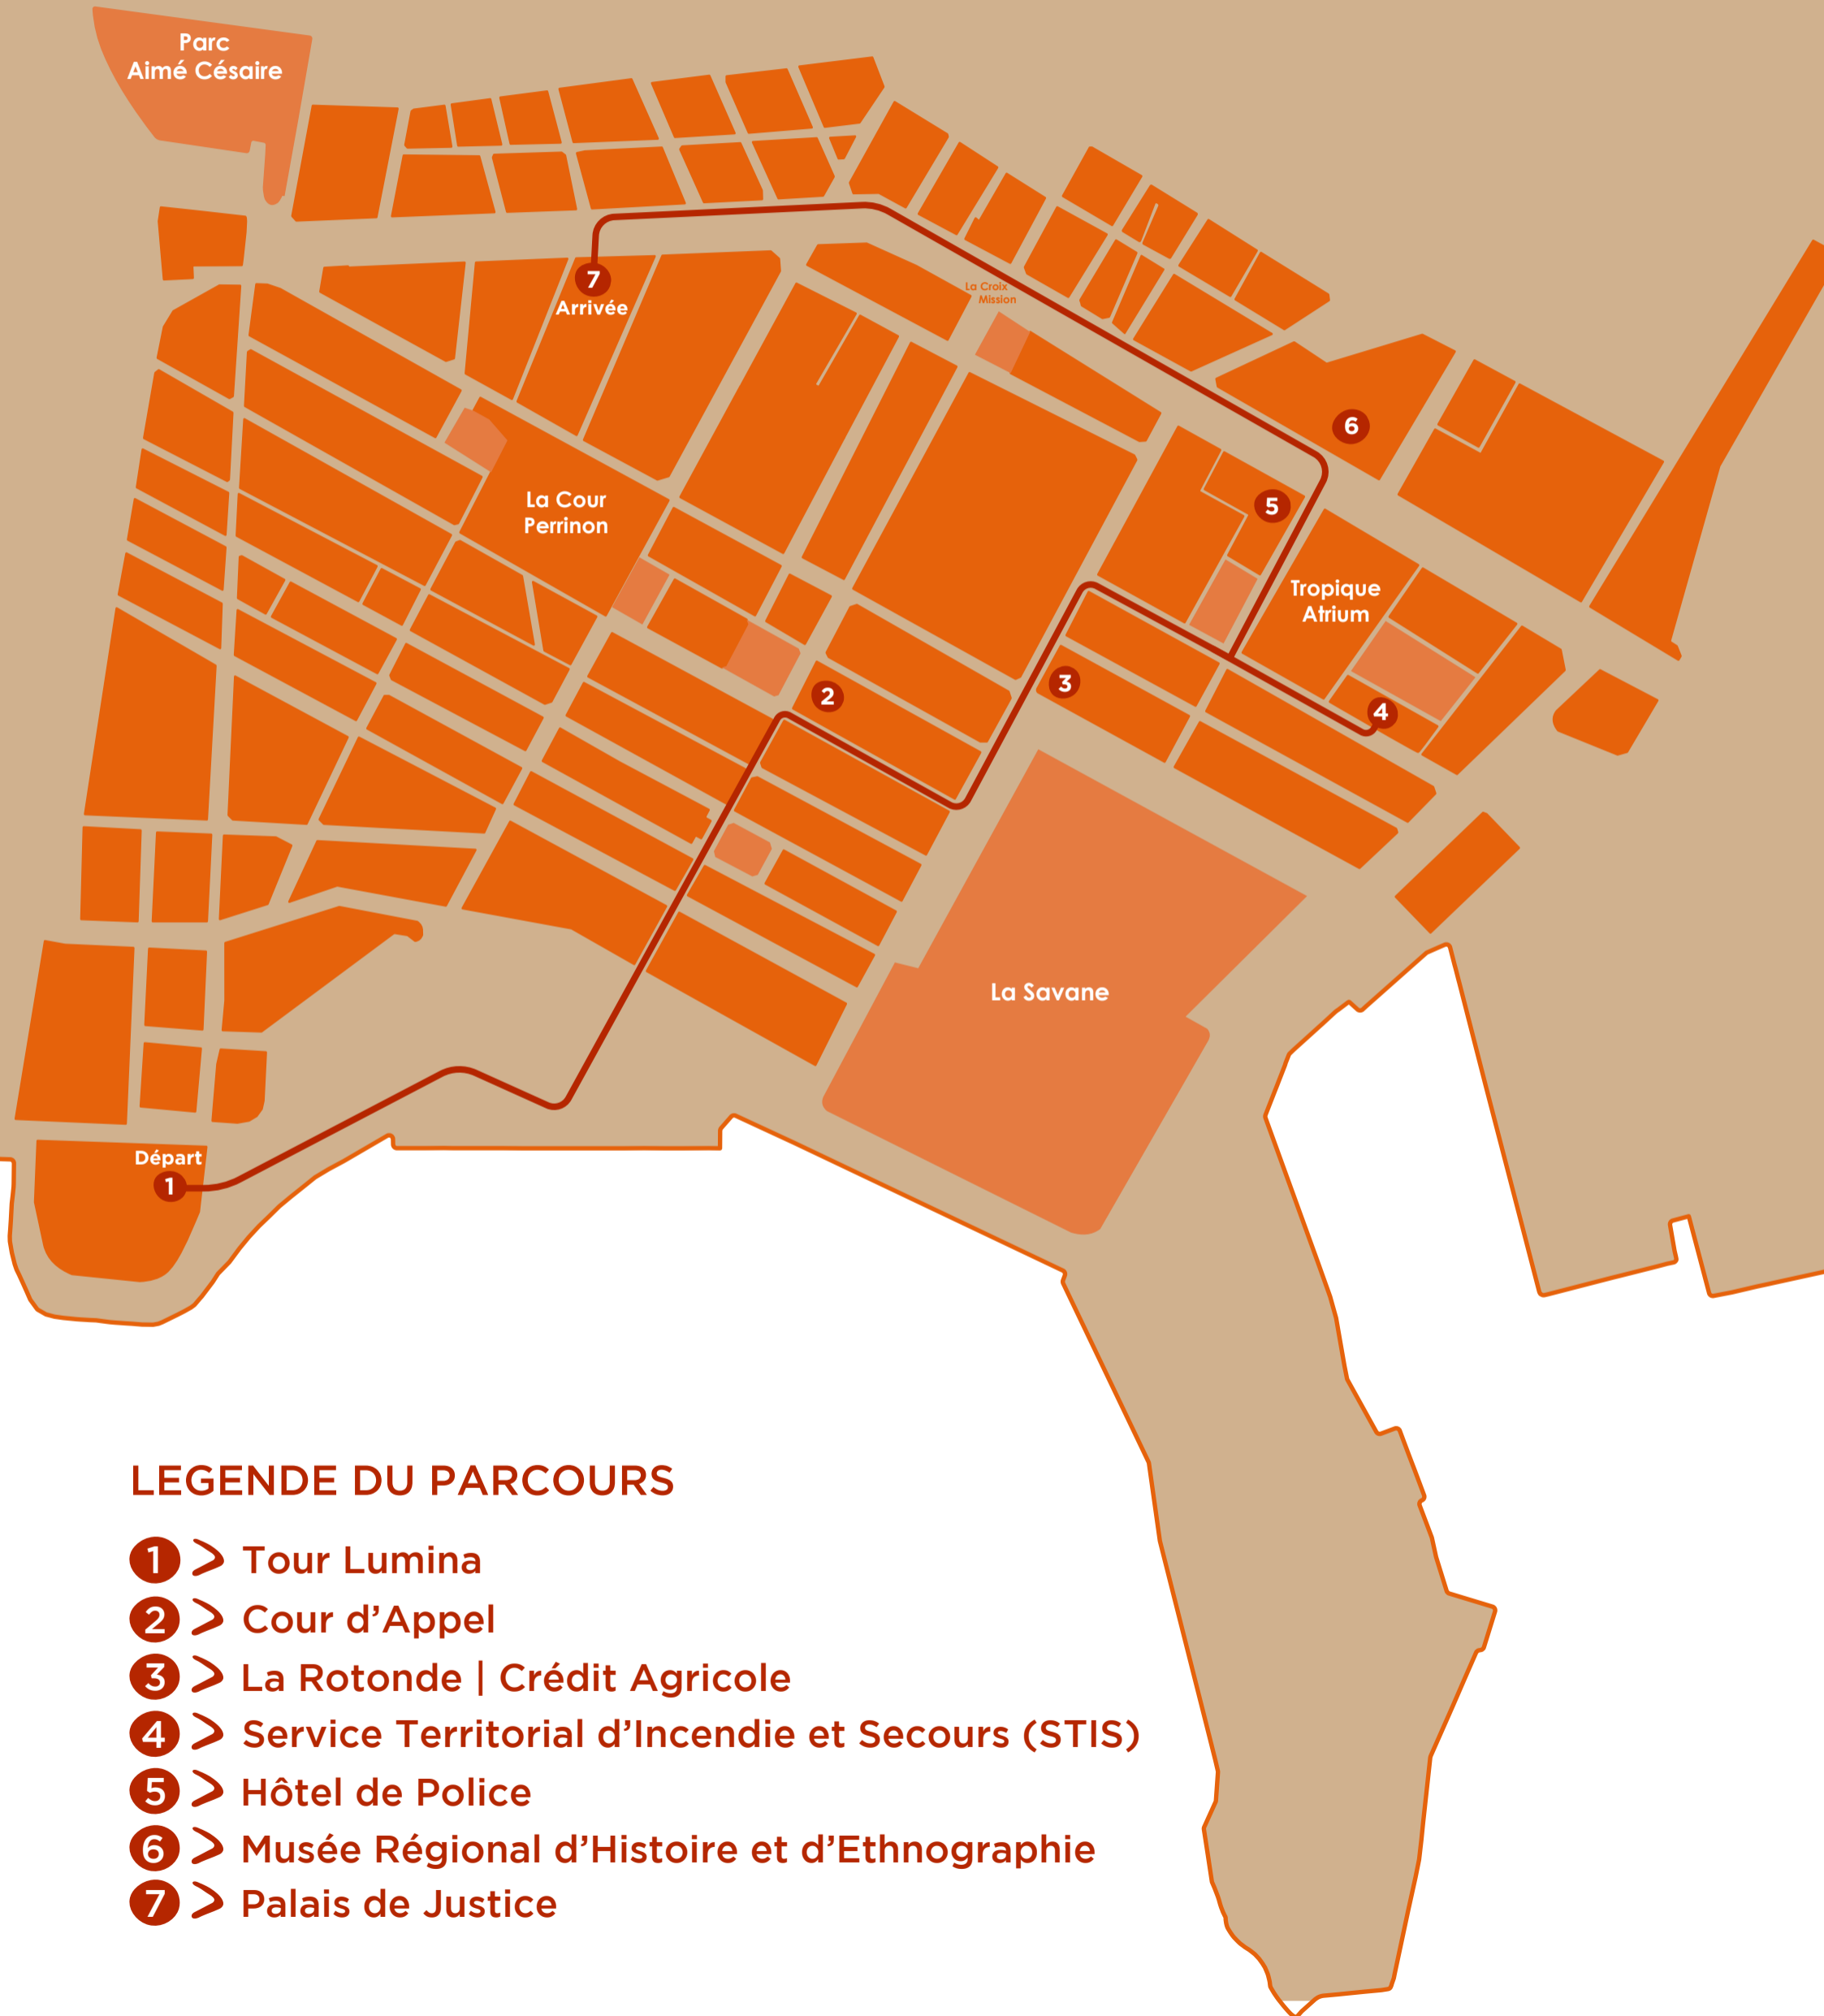 Parc
Aimé Césaire
La Croix
Mission
7
Arrivée
6
5
La Cour
Perrinon
Tropique
Atrium
3
2
4
La Savane
Départ
1
LEGENDE DU PARCOURS
1 > Tour Lumina
2 > Cour d’Appel
3 > La Rotonde | Crédit Agricole
4 > Service Territorial d’Incendie et Secours (STIS)
5 > Hôtel de Police
6 > Musée Régional d’Histoire et d’Ethnographie
7 > Palais de Justice